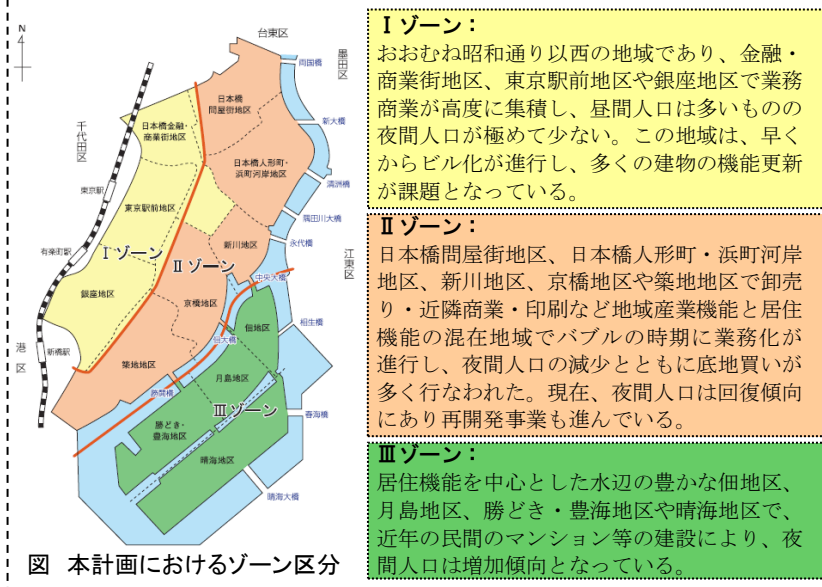 N
台東区
墨田区
両国橋
日本橋
問屋街地区
新大橋
千代田区
日本橋金融・
商業街地区
日本橋人形町・
浜町河岸地区
清洲橋
東京駅
東京駅前地区
隅田川大橋
新川地区
永代橋
有楽町駅
Ⅰゾーン
Ⅱゾーン
江東区
中央大橋
銀座地区
京橋地区
佃地区
相生橋
港区
新橋駅
佃大橋
築地地区
月島地区
勝鬨橋
Ⅲゾーン
春海橋
勝どき・
豊海地区
晴海地区
晴海大橋
図 本計画におけるゾーン区分
Ⅰゾーン：
おおむね昭和通り以西の地域であり、金融・
商業街地区、東京駅前地区や銀座地区で業務
商業が高度に集積し、昼間人口は多いものの
夜間人口が極めて少ない。この地域は、早く
からビル化が進行し、多くの建物の機能更新
が課題となっている。
Ⅱゾーン：
日本橋問屋街地区、日本橋人形町・浜町河岸
地区、新川地区、京橋地区や築地地区で卸売
り・近隣商業・印刷など地域産業機能と居住
機能の混在地域でバブルの時期に業務化が
進行し、夜間人口の減少とともに底地買いが
多く行なわれた。現在、夜間人口は回復傾向
にあり再開発事業も進んでいる。
Ⅲゾーン：
居住機能を中心とした水辺の豊かな佃地区、
月島地区、勝どき・豊海地区や晴海地区で、
近年の民間のマンション等の建設により、夜
間人口は増加傾向となっている。